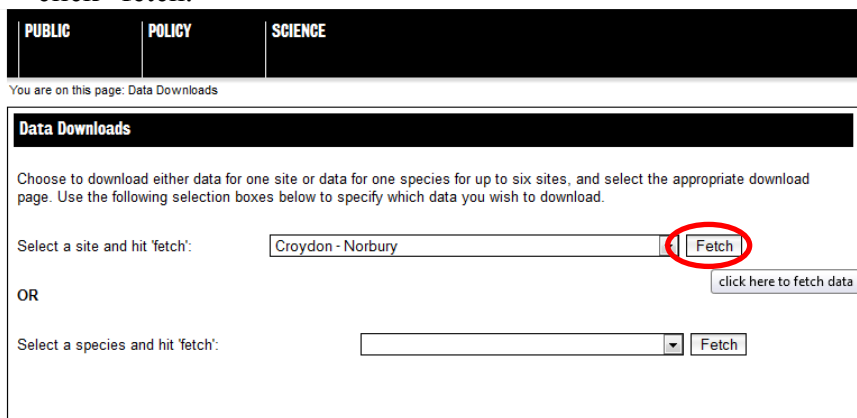 click "fetch.
PUBLIC POLICY SCIENCE
You are on this page: Data Downloads
Data Downloads
Choose to download either data for one site or data for one species for up to six sites, and select the appropriate download
page. Use the following selection boxes below to specify which data you wish to download.
Select a site and hit 'fetch': Croydon - Norbury Fetch
click here to fetch data
OR
Select a species and hit 'fetch': Fetch